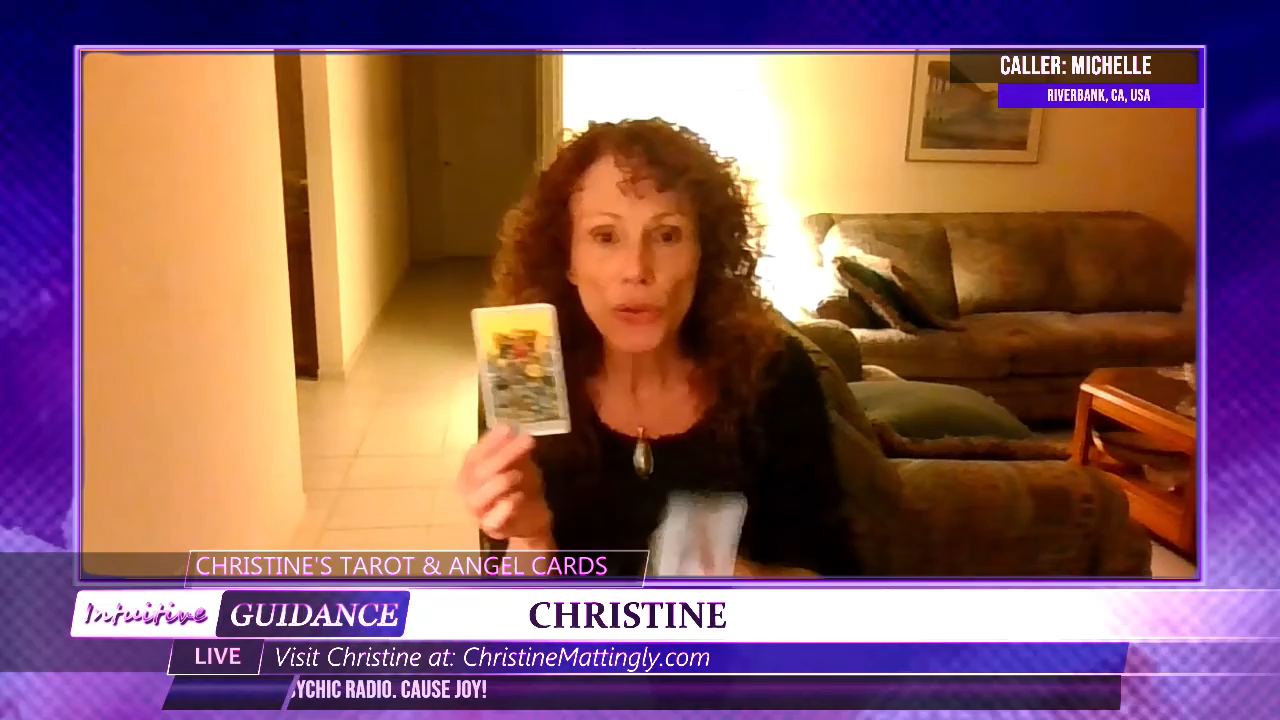 CALLER: MICHELLE
RIVERBANK, CA, USA
CHRISTINE'S TAROT & ANGEL CARDS
Intuitive GUIDANCE CHRISTINE
LIVE Visit Christine at: ChristineMattingly.com
RADIO. CAUSE JOY!